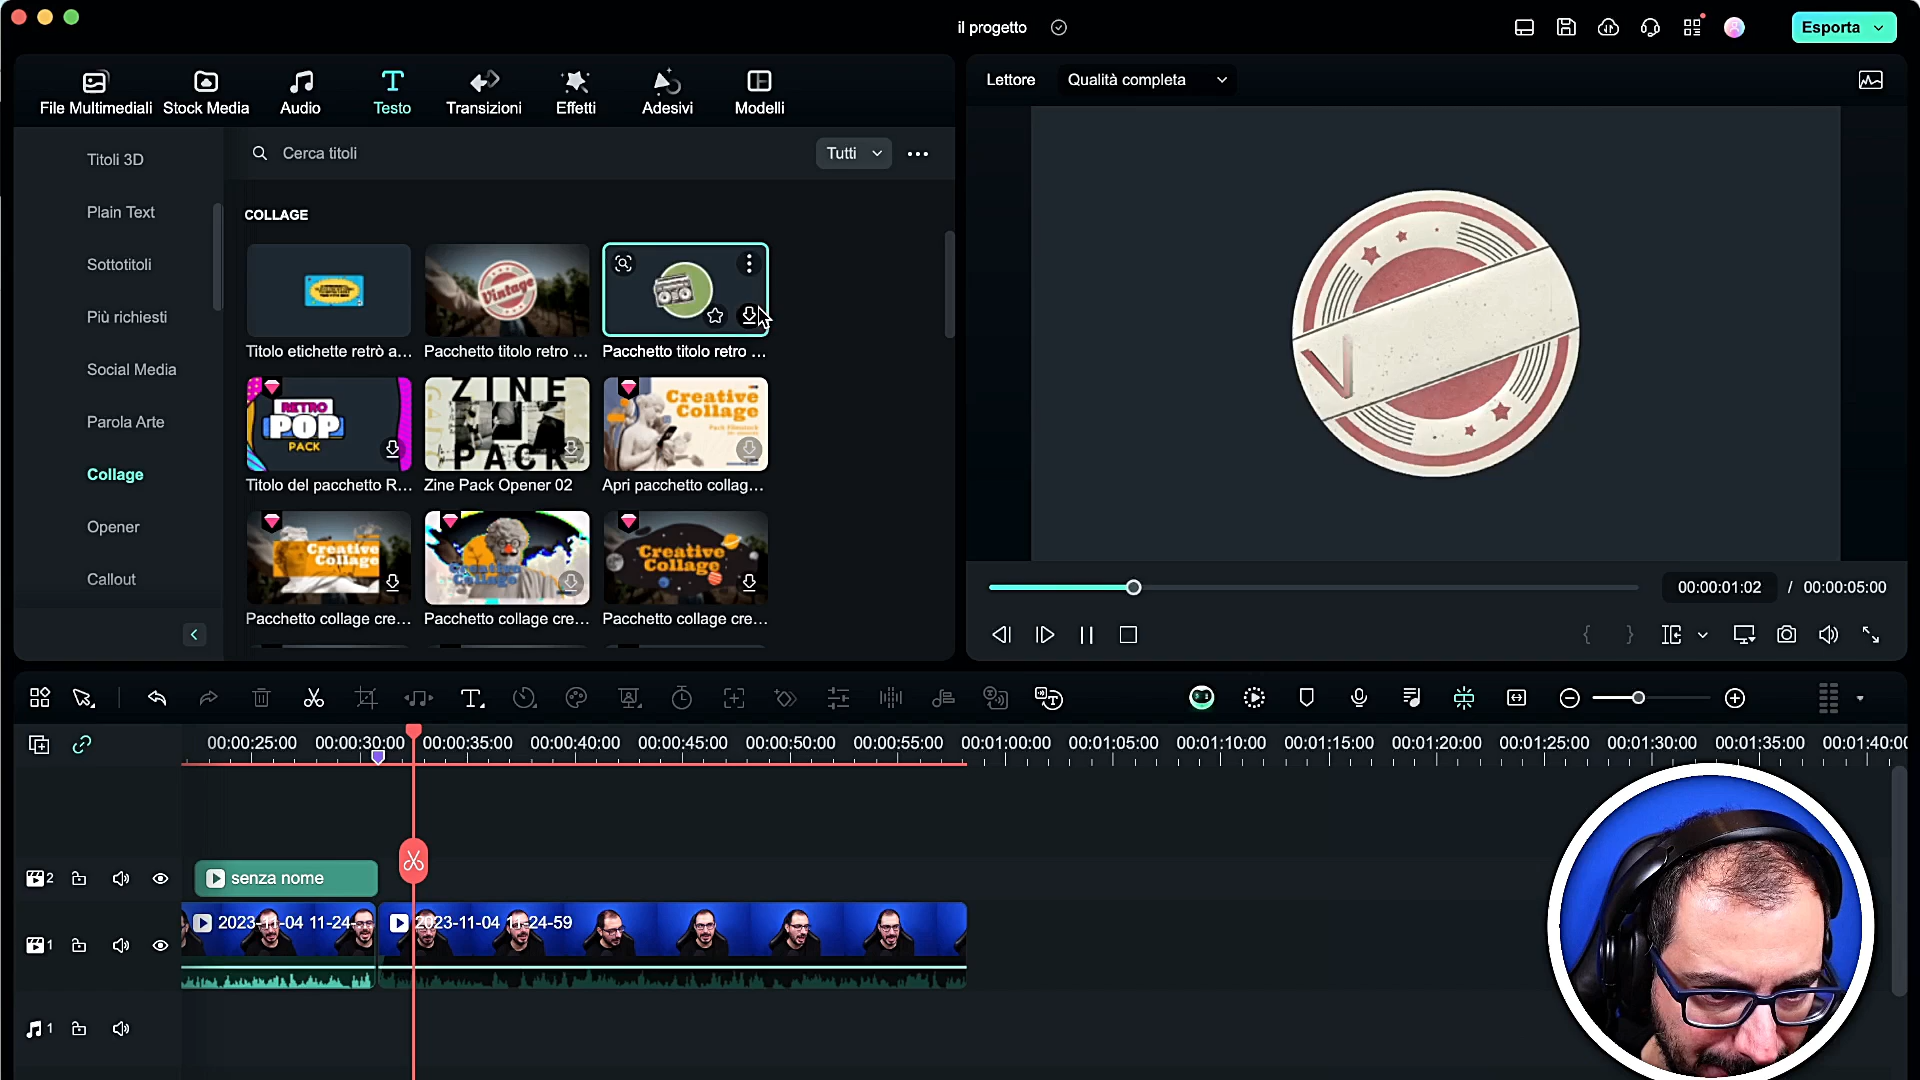 il progetto
Esporta
File Multimediali
Stock Media
Audio
Testo
Transizioni
Effetti
Adesivi
Modelli
Lettore
Qualità completa
Titoli 3D
Plain Text
Sottotitoli
Più richiesti
Social Media
Parola Arte
Collage
Opener
Callout
Cerca titoli
Tutti
COLLAGE
Vintage
Titolo etichette retrò a...
Pacchetto titolo retro ...
Pacchetto titolo retro ...
RETRO
POP
PACK
ZINE
PACK
Creative
Collage
Titolo del pacchetto R...
Zine Pack Opener 02
Apri pacchetto collag...
Creative
Collage
Creative
Collage
Creative
Collage
Pacchetto collage cre...
Pacchetto collage cre...
Pacchetto collage cre...
V
00:00:01:02 / 00:00:05:00
00:00:25:00 00:00:30:00 00:00:35:00 00:00:40:00 00:00:45:00 00:00:50:00 00:00:55:00 00:01:00:00 00:01:05:00 00:01:10:00 00:01:15:00 00:01:20:00 00:01:25:00 00:01:30:00 00:01:35:00 00:01:40:00
2
senza nome
1
2023-11-04 11-24-
2023-11-04 11-24-59
1